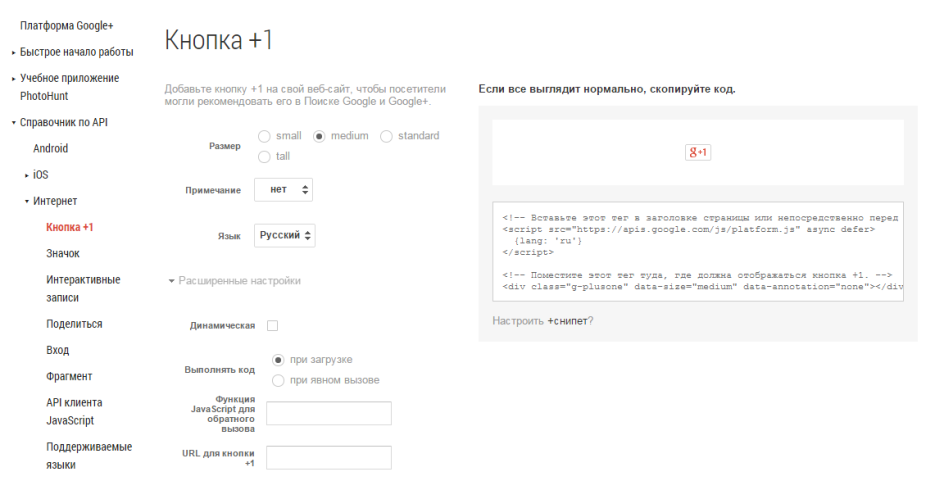 Платформа Google+
Быстрое начало работы
Учебное приложение
PhotoHunt
Справочник по API
Android
iOS
Интернет
Кнопка +1
Значок
Интерактивные
записи
Поделиться
Вход
Фрагмент
API клиента
JavaScript
Поддерживаемые
языки
Кнопка +1
Добавьте кнопку +1 на свой веб-сайт, чтобы посетители
могли рекомендовать его в Поиске Google и Google+.
Размер
small medium standard
tall
Примечание нет
Язык Русский
Расширенные настройки
Динамическая
Выполнять код
при загрузке
при явном вызове
Функция
JavaScript для
обратного
вызова
URL для кнопки
+1
Если все выглядит нормально, скопируйте код.
g+1
<!-- Вставьте этот тег в заголовке страницы или непосредственно перед
<script src="https://apis.google.com/js/platform.js" async defer>
{lang: 'ru'}
</script>
<!-- Поместите этот тег туда, где должна отображаться кнопка +1. -->
<div class="g-plusone" data-size="medium" data-annotation="none"></div
Настроить +сниппет?